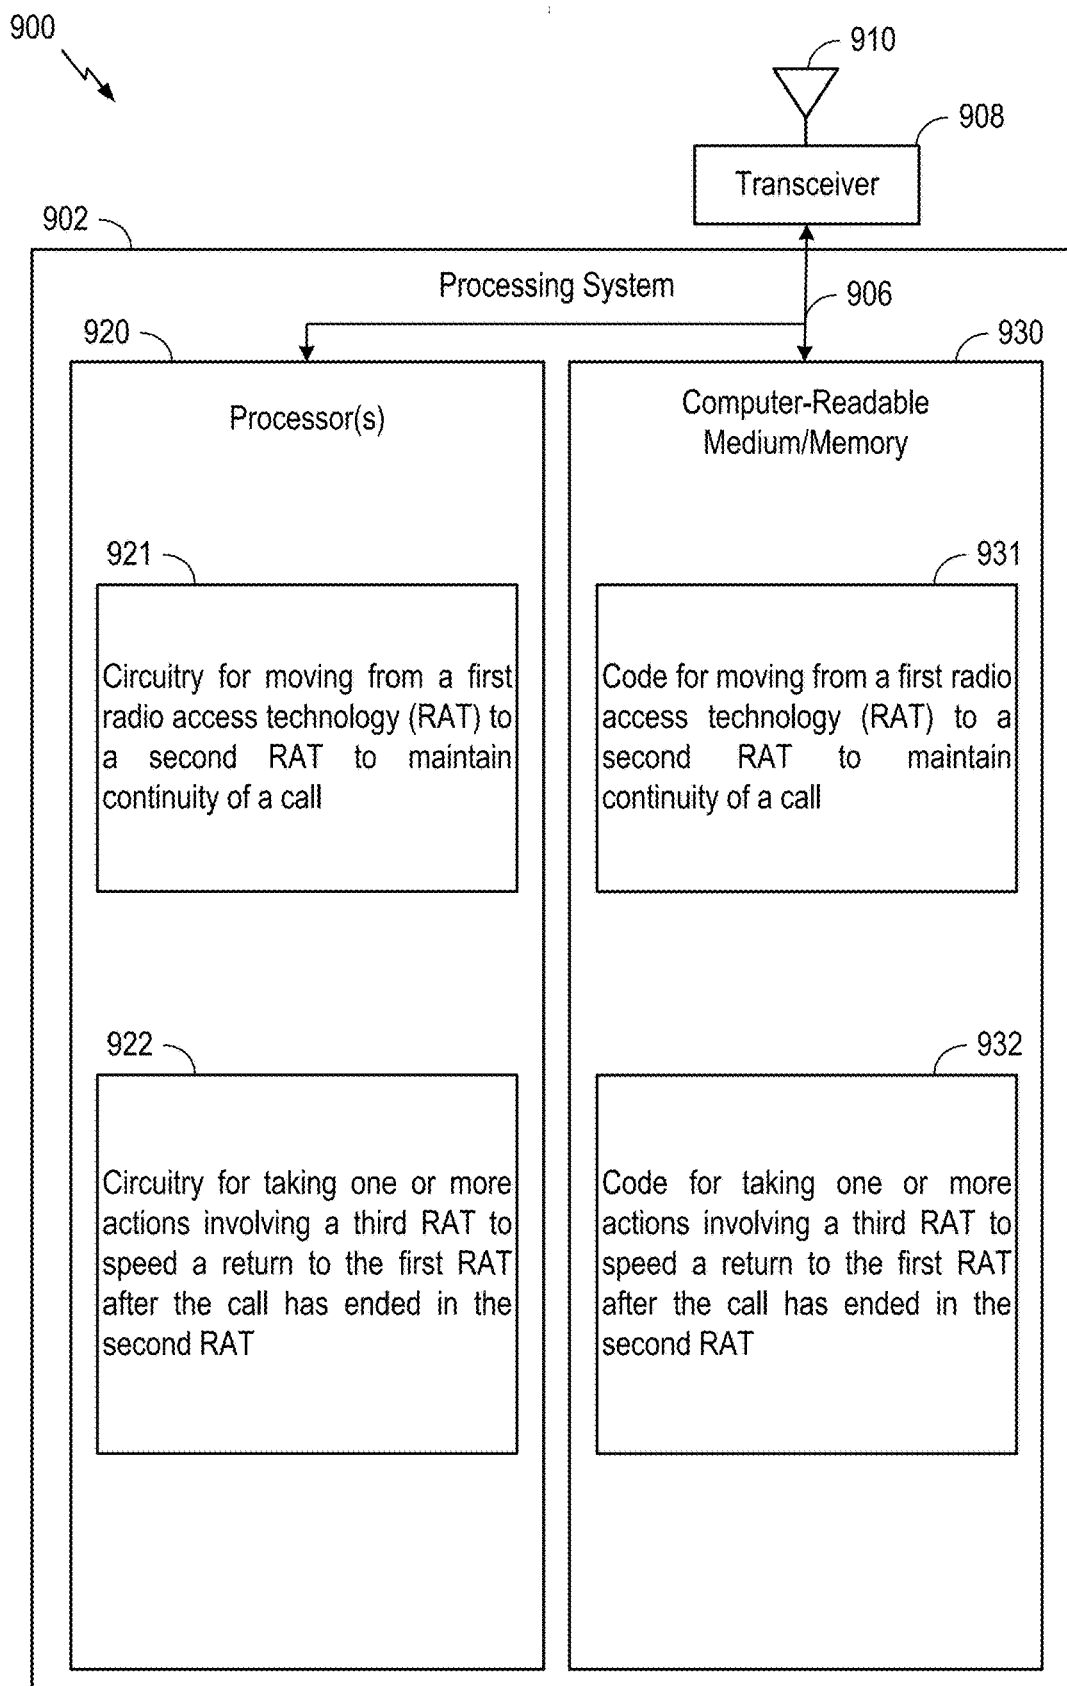 900
910
908
Transceiver
902
Processing System
906
920
930
Processor(s)
Computer-Readable
Medium/Memory
921
931
Circuitry for moving from a first
radio access technology (RAT) to
a second RAT to maintain
continuity of a call
Code for moving from a first radio
access technology (RAT) to a
second RAT to maintain
continuity of a call
922
932
Circuitry for taking one or more
actions involving a third RAT to
speed a return to the first RAT
after the call has ended in the
second RAT
Code for taking one or more
actions involving a third RAT to
speed a return to the first RAT
after the call has ended in the
second RAT